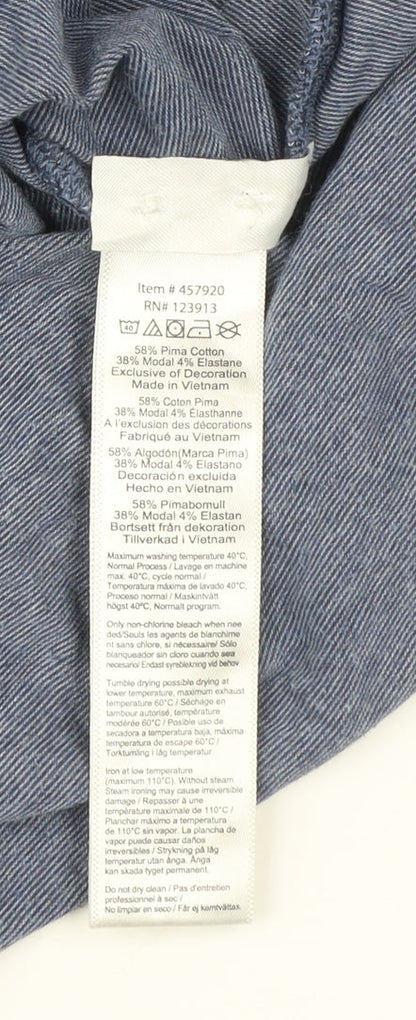 Item # 457920
RN# 123913
40
58% Pima Cotton
38% Modal 4% Elastane
Exclusive of Decoration
Made in Vietnam
58% Coton Pima
38% Modal 4% Élasthanne
A l'exclusion des décorations
Fabriqué au Vietnam
58% Algodón(Marca Pima)
38% Modal 4% Elastano
Decoración excluida
Hecho en Vietnam
58% Pimabomull
38% Modal 4% Elastan
Bortsett från dekoration
Tillverkad i Vietnam
Maximum washing temperature 40°C,
Normal Process / Lavage en machine
max. 40°C, cycle normal /
Temperatura máxima de lavado 40°C,
Proceso normal / Maskintvätt
högst 40ºC, Normalt program.
Only non-chlorine bleach when nee
ded/Seuls les agents de blanchime
nt sans chlore, si nécessaire/ Sólo
blanqueador sin cloro cuando sea
necesario/ Endast syreblekning vid behov
Tumble drying possible drying at
lower temperature, maximum exhaust
temperature 60°C / Séchage en
tambour autorisé, température
modérée 60°C / Posible uso de
secadora a temperatura baja, máxima
temperatura de escape 60°C /
Torktumling i låg temperatur
Iron at low temperature
(maximum 110°C). Without steam
Steam ironing may cause irreversible
damage / Repasser à une
température maximale de 110°C /
Planchar máximo a temperatura
de 110°C sin vapor. La plancha de
vapor puede causar daños
irreversibles / Strykning på låg
temperatur utan ånga. Ånga
kan skada tyget permanent.
Do not dry clean / Pas d'entretien
professionnel à sec /
No limpiar en seco / Får ej kemtvättas.